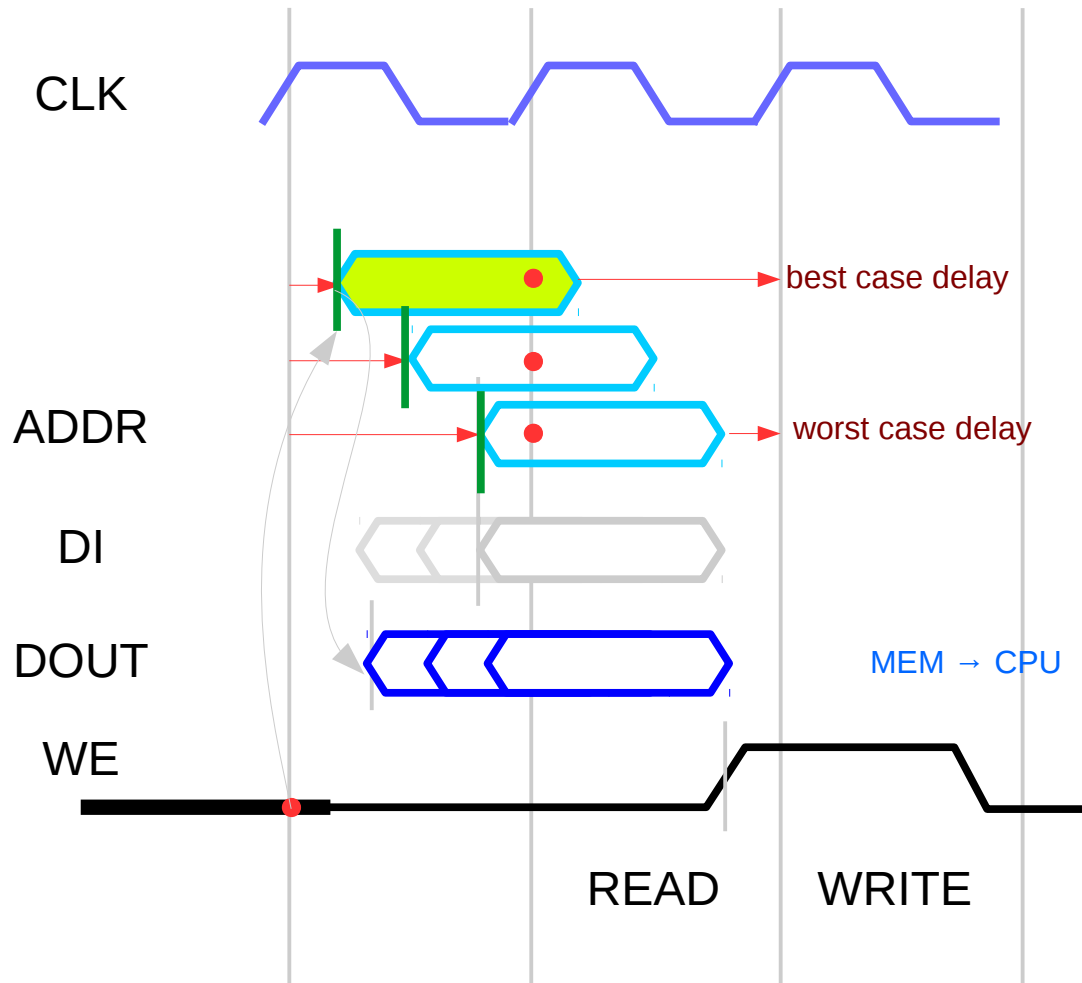 CLK
best case delay
ADDR
worst case delay
DI
DOUT
MEM → CPU
WE
READ
WRITE